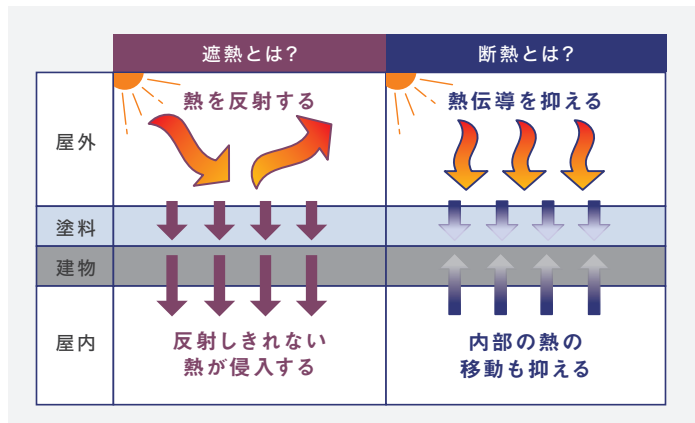 遮熱とは?
断熱とは?
屋外
熱を反射する
熱伝導を抑える
塗料
建物
屋内
反射しきれない
熱が侵入する
内部の熱の
移動も抑える